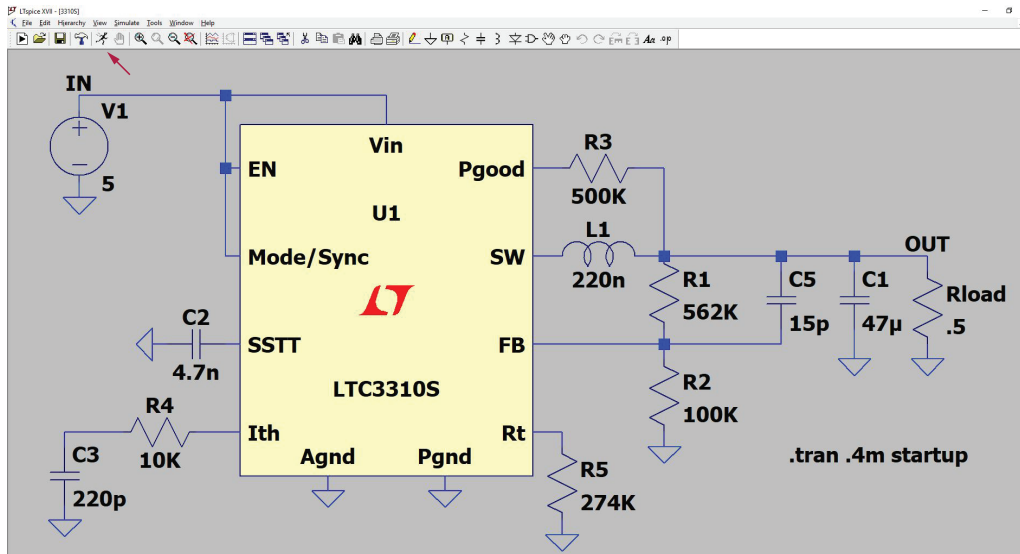 LTspice XVII - [3310S]
File Edit Hierarchy View Simulate Tools Window Help
Aa .op
IN
V1
5
Vin
EN
Pgood
R3
500K
U1
L1
220n
Mode/Sync
SW
OUT
R1
562K
C5
15p
C1
47µ
Rload
.5
C2
4.7n
SSTT
FB
LTC3310S
R2
100K
R4
10K
Ith
Rt
C3
220p
Agnd
Pgnd
R5
274K
.tran .4m startup